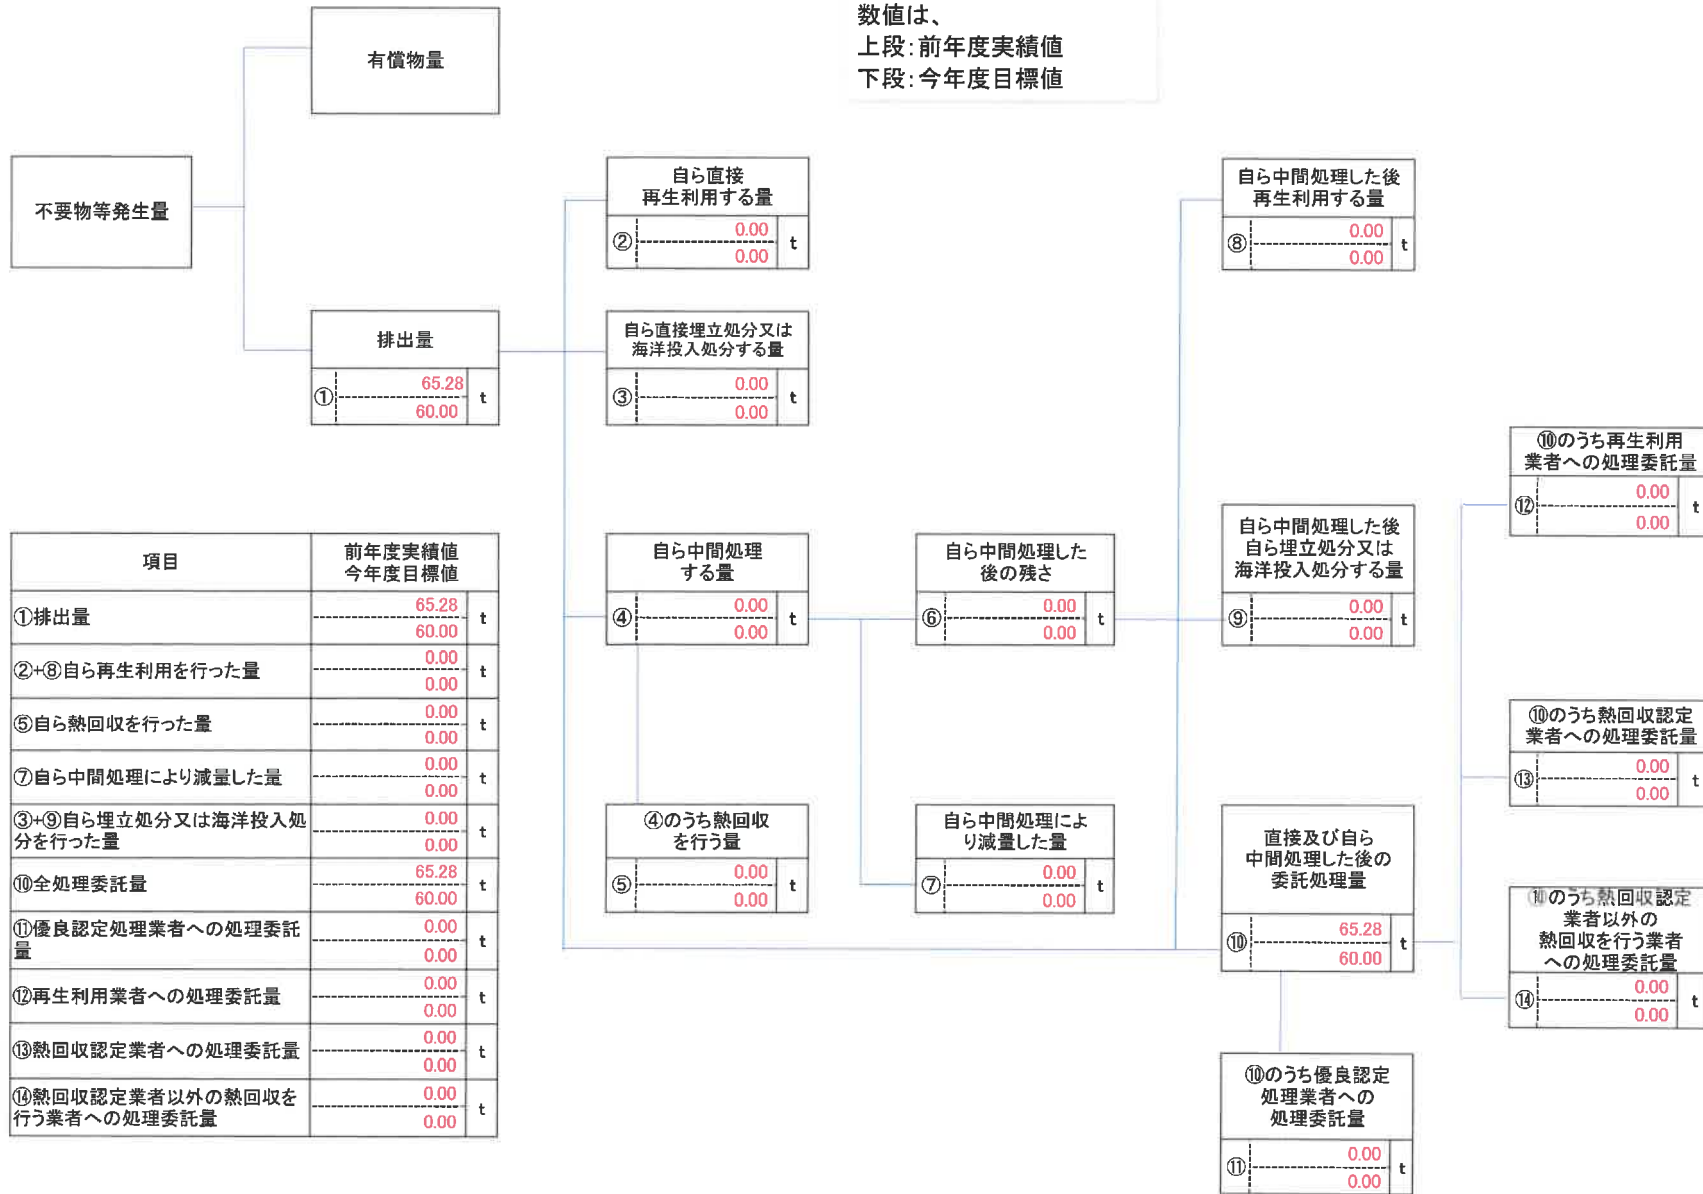 数値は、
上段：前年度実績値
下段：今年度目標値
有償物量
不要物等発生量
排出量
① 65.28 t
60.00
自ら直接
再生利用する量
② 0.00 t
0.00
自ら直接埋立処分又は
海洋投入処分する量
③ 0.00 t
0.00
自ら中間処理
する量
④ 0.00 t
0.00
④のうち熱回収
を行う量
⑤ 0.00 t
0.00
自ら中間処理した
後の残さ
⑥ 0.00 t
0.00
自ら中間処理によ
り減量した量
⑦ 0.00 t
0.00
自ら中間処理した後
再生利用する量
⑧ 0.00 t
0.00
自ら中間処理した後
自ら埋立処分又は
海洋投入処分する量
⑨ 0.00 t
0.00
直接及び自ら
中間処理した後の
委託処理量
⑩ 65.28 t
60.00
⑩のうち優良認定
処理業者への
処理委託量
⑪ 0.00 t
0.00
⑩のうち再生利用
業者への処理委託量
⑫ 0.00 t
0.00
⑩のうち熱回収認定
業者への処理委託量
⑬ 0.00 t
0.00
⑩のうち熱回収認定
業者以外の
熱回収を行う業者
への処理委託量
⑭ 0.00 t
0.00
項目 前年度実績値
今年度目標値
①排出量 65.28 t
60.00
②+⑧自ら再生利用を行った量 0.00 t
0.00
⑤自ら熱回収を行った量 0.00 t
0.00
⑦自ら中間処理により減量した量 0.00 t
0.00
③+⑨自ら埋立処分又は海洋投入処 0.00 t
分を行った量 0.00
⑩全処理委託量 65.28 t
60.00
⑪優良認定処理業者への処理委託 0.00 t
量 0.00
⑫再生利用業者への処理委託量 0.00 t
0.00
⑬熱回収認定業者への処理委託量 0.00 t
0.00
⑭熱回収認定業者以外の熱回収を 0.00 t
行う業者への処理委託量 0.00